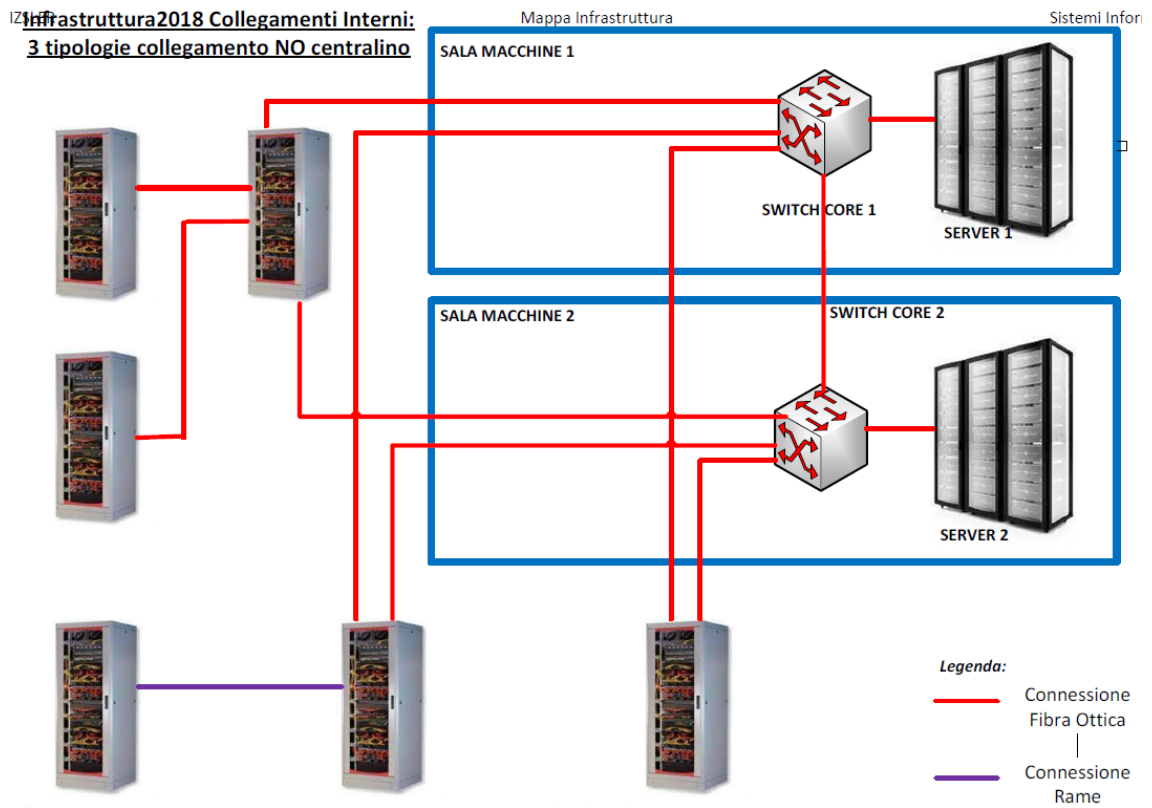 Mappa Infrastruttura
Infrastruttura2018 Collegamenti Interni:
3 tipologie collegamento NO centralino
SALA MACCHINE 1
SWITCH CORE 1
SERVER 1
SALA MACCHINE 2
SWITCH CORE 2
SERVER 2
Legenda:
Connessione
Fibra Ottica
Connessione
Rame